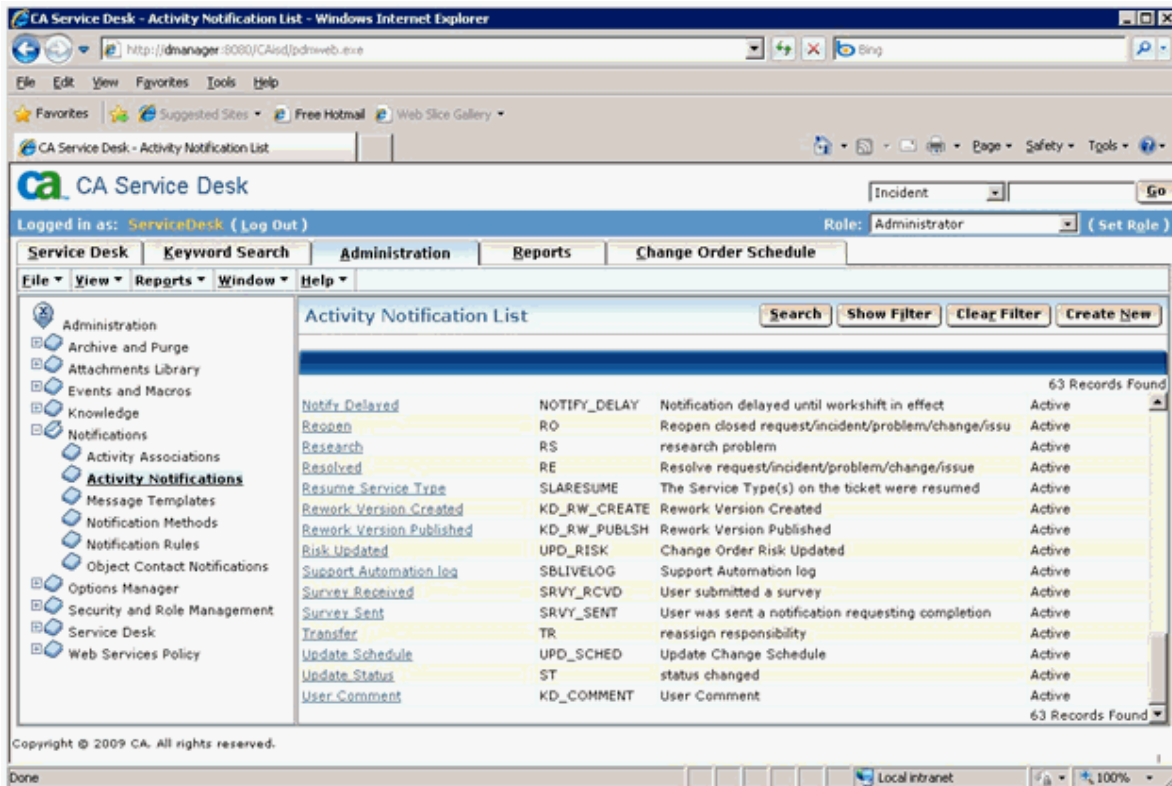 CA Service Desk - Activity Notification List - Windows Internet Explorer
http://dmanager:8080/CAisd/pdmweb.exe
Bing
File Edit View Favorites Tools Help
Favorites Suggested Sites Free Hotmail Web Slice Gallery
CA Service Desk - Activity Notification List
Page Safety Tools
ca CA Service Desk
Incident Go
Logged in as: ServiceDesk ( Log Out ) Role: Administrator ( Set Role )
Service Desk Keyword Search Administration Reports Change Order Schedule
File View Reports Window Help
Administration
Archive and Purge
Attachments Library
Events and Macros
Knowledge
Notifications
Activity Associations
Activity Notifications
Message Templates
Notification Methods
Notification Rules
Object Contact Notifications
Options Manager
Security and Role Management
Service Desk
Web Services Policy
Activity Notification List Search Show Filter Clear Filter Create New
63 Records Found
Notify Delayed NOTIFY_DELAY Notification delayed until workshift in effect Active
Reopen RO Reopen closed request/incident/problem/change/issu Active
Research RS research problem Active
Resolved RE Resolve request/incident/problem/change/issue Active
Resume Service Type SLARESUME The Service Type(s) on the ticket were resumed Active
Rework Version Created KD_RW_CREATE Rework Version Created Active
Rework Version Published KD_RW_PUBLSH Rework Version Published Active
Risk Updated UPD_RISK Change Order Risk Updated Active
Support Automation log SBLIVELOG Support Automation log Active
Survey Received SRVY_RCVD User submitted a survey Active
Survey Sent SRVY_SENT User was sent a notification requesting completion Active
Transfer TR reassign responsibility Active
Update Schedule UPD_SCHED Update Change Schedule Active
Update Status ST status changed Active
User Comment KD_COMMENT User Comment Active
63 Records Found
Copyright © 2009 CA. All rights reserved.
Done Local intranet 100%